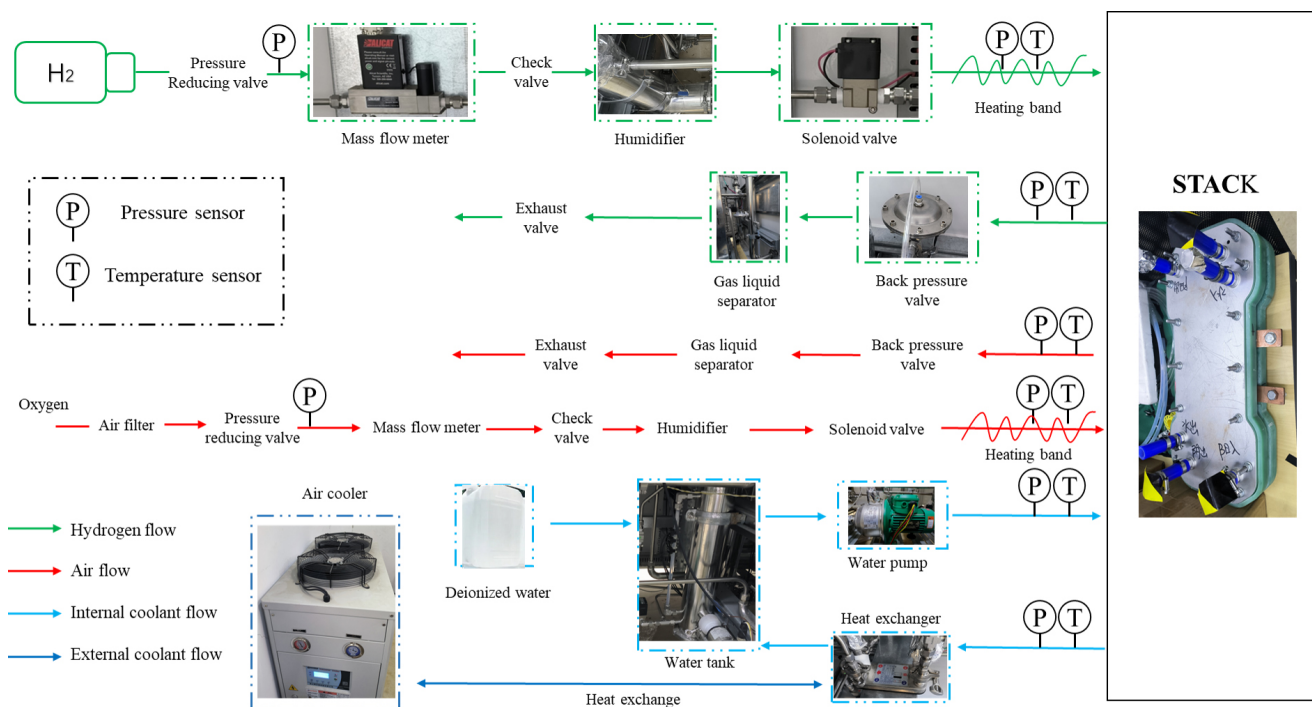 H₂
Pressure
Reducing valve
P
ALICAT
Mass flow meter
Check
valve
Humidifier
Solenoid valve
P T
Heating band
STACK
P
Pressure sensor
T
Temperature sensor
Exhaust
valve
Gas liquid
separator
Back pressure
valve
P T
Exhaust
valve
Gas liquid
separator
Back pressure
valve
P T
Oxygen
Air filter
Pressure
reducing valve
P
Mass flow meter
Check
valve
Humidifier
Solenoid valve
P T
Heating band
Hydrogen flow
Air flow
Internal coolant flow
External coolant flow
Air cooler
Deionized water
Water tank
Water pump
P T
Heat exchanger
P T
Heat exchange